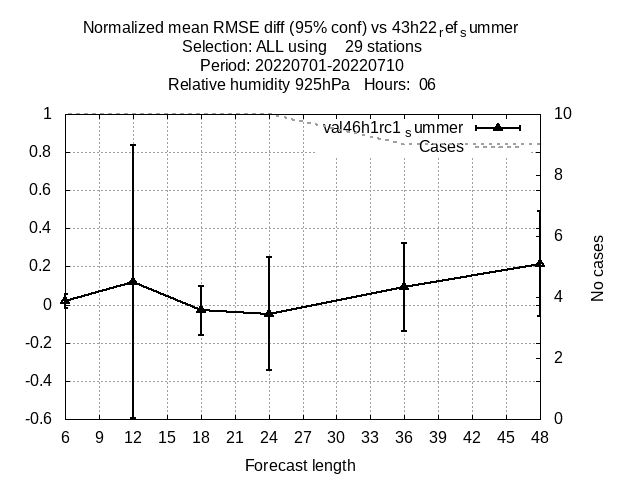 Normalized mean RMSE diff (95% conf) vs 43h22refsummer
Selection: ALL using 29 stations
Period: 20220701-20220710
Relative humidity 925hPa Hours: 06
1
0.8
0.6
0.4
0.2
0
-0.2
-0.4
-0.6
val46h1rc1summer
Cases
10
8
6
4
2
0
No cases
6 9 12 15 18 21 24 27 30 33 36 39 42 45 48
Forecast length